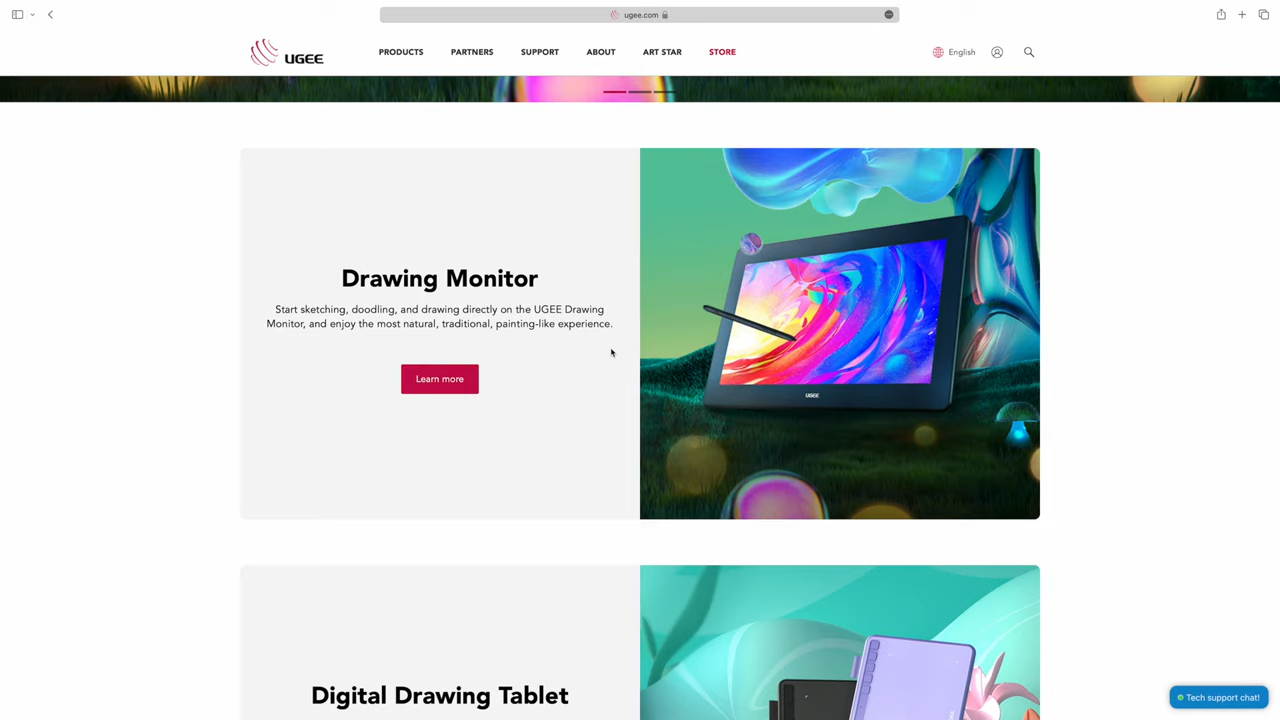 ugee.com
UGEE
PRODUCTS
PARTNERS
SUPPORT
ABOUT
ART STAR
STORE
English
Drawing Monitor
Start sketching, doodling, and drawing directly on the UGEE Drawing
Monitor, and enjoy the most natural, traditional, painting-like experience.
Learn more
UGEE
Digital Drawing Tablet
Tech support chat!